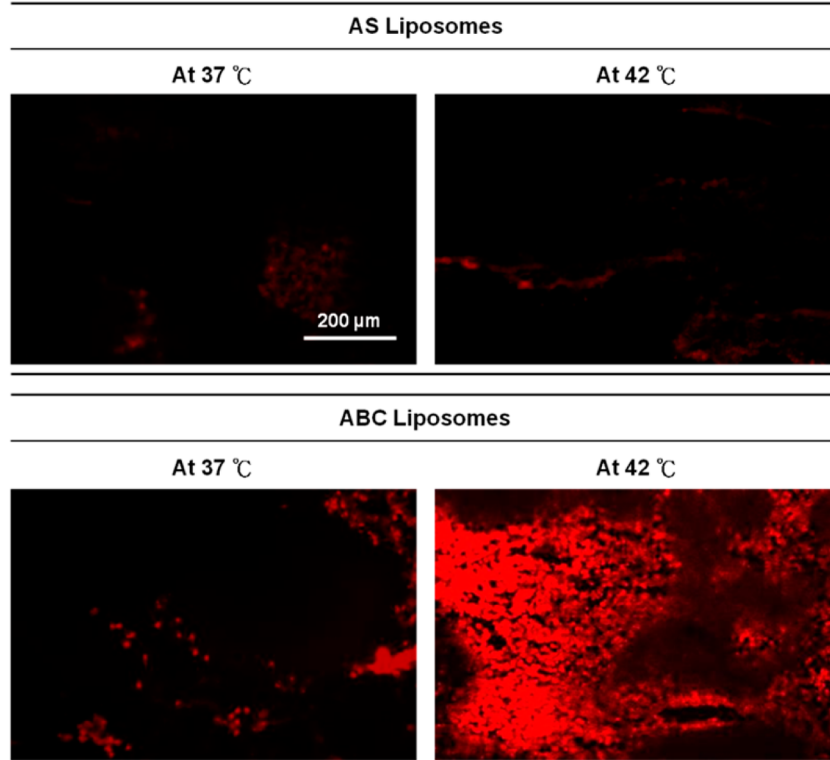 AS Liposomes
At 37 ℃
At 42 ℃
200 µm
ABC Liposomes
At 37 ℃
At 42 ℃